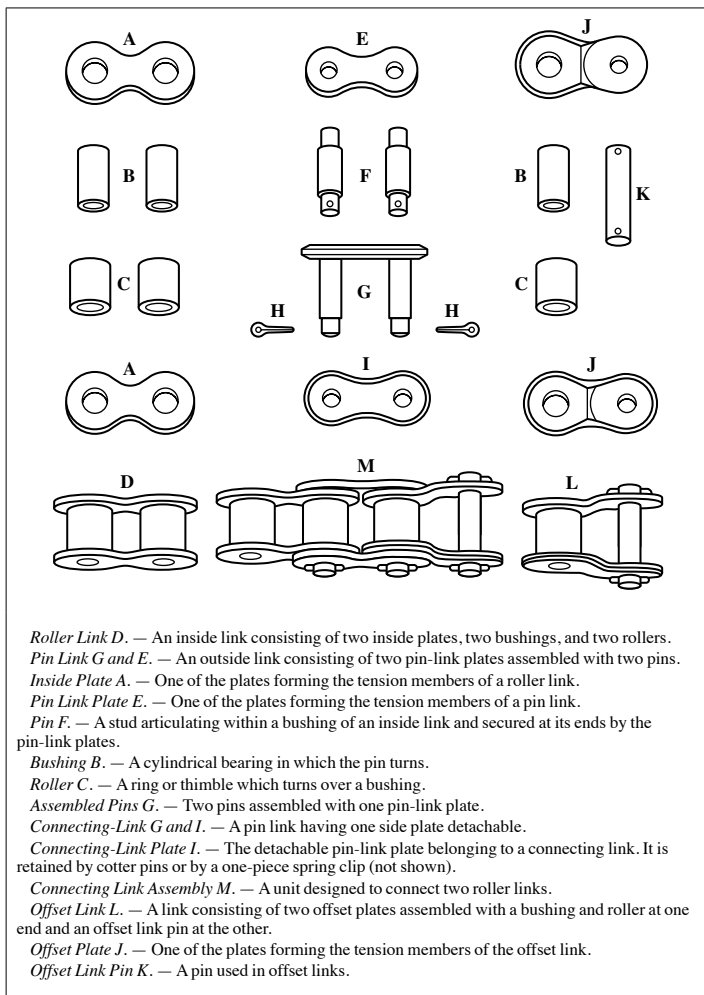 A
E
J
B
F
B
K
C
G
C
H
H
A
I
J
D
M
L
Roller Link D. — An inside link consisting of two inside plates, two bushings, and two rollers.
Pin Link G and E. — An outside link consisting of two pin-link plates assembled with two pins.
Inside Plate A. — One of the plates forming the tension members of a roller link.
Pin Link Plate E. — One of the plates forming the tension members of a pin link.
Pin F. — A stud articulating within a bushing of an inside link and secured at its ends by the
pin-link plates.
Bushing B. — A cylindrical bearing in which the pin turns.
Roller C. — A ring or thimble which turns over a bushing.
Assembled Pins G. — Two pins assembled with one pin-link plate.
Connecting-Link G and I. — A pin link having one side plate detachable.
Connecting-Link Plate I. — The detachable pin-link plate belonging to a connecting link. It is
retained by cotter pins or by a one-piece spring clip (not shown).
Connecting Link Assembly M. — A unit designed to connect two roller links.
Offset Link L. — A link consisting of two offset plates assembled with a bushing and roller at one
end and an offset link pin at the other.
Offset Plate J. — One of the plates forming the tension members of the offset link.
Offset Link Pin K. — A pin used in offset links.